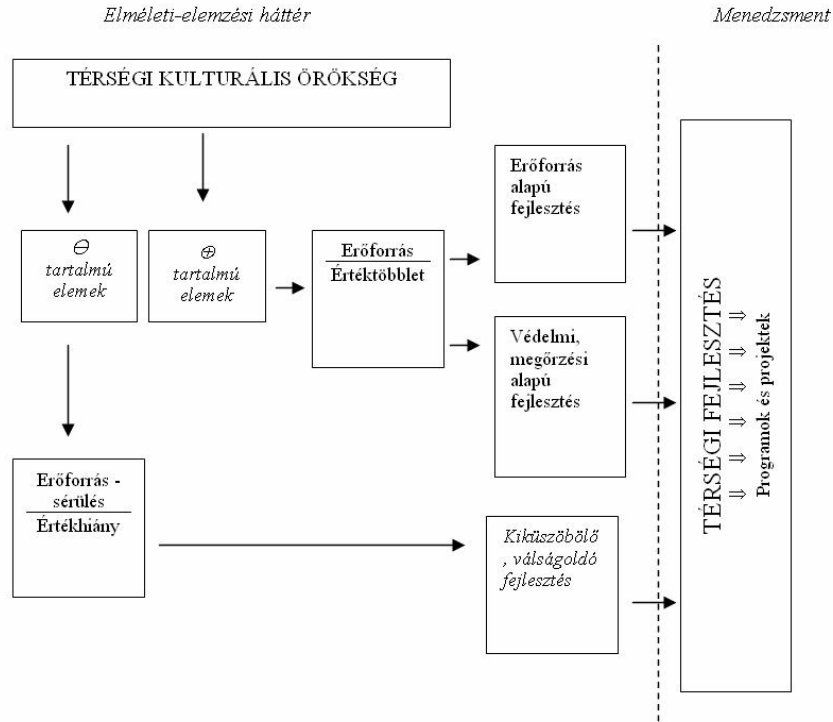 Elméleti-elemzési háttér
Menedzsment
TÉRSÉGI KULTURÁLIS ÖRÖKSÉG
Erőforrás
alapú
fejlesztés
⊖
tartalmú
elemek
⊕
tartalmú
elemek
Erőforrás
Értéktöbblet
Védelmi,
megőrzési
alapú
fejlesztés
Erőforrás -
sérülés
Értékhiány
Kiküszöbölő
, válságoldó
fejlesztés
TÉRSÉGI FEJLESZTÉS
⇒ ⇒ ⇒ ⇒ ⇒ ⇒
Programok és projektek